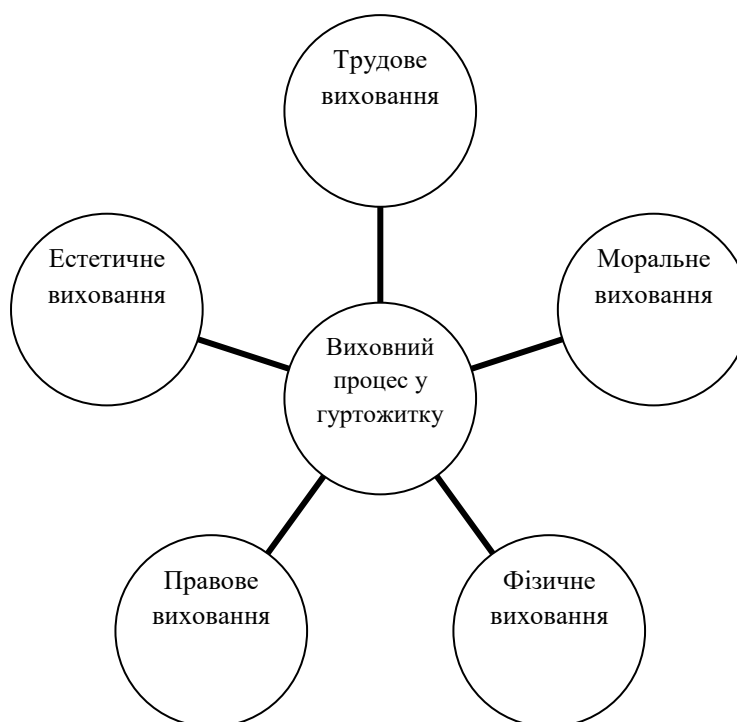 Трудове
виховання
Естетичне
виховання
Моральне
виховання
Виховний
процес у
гуртожитку
Правове
виховання
Фізичне
виховання